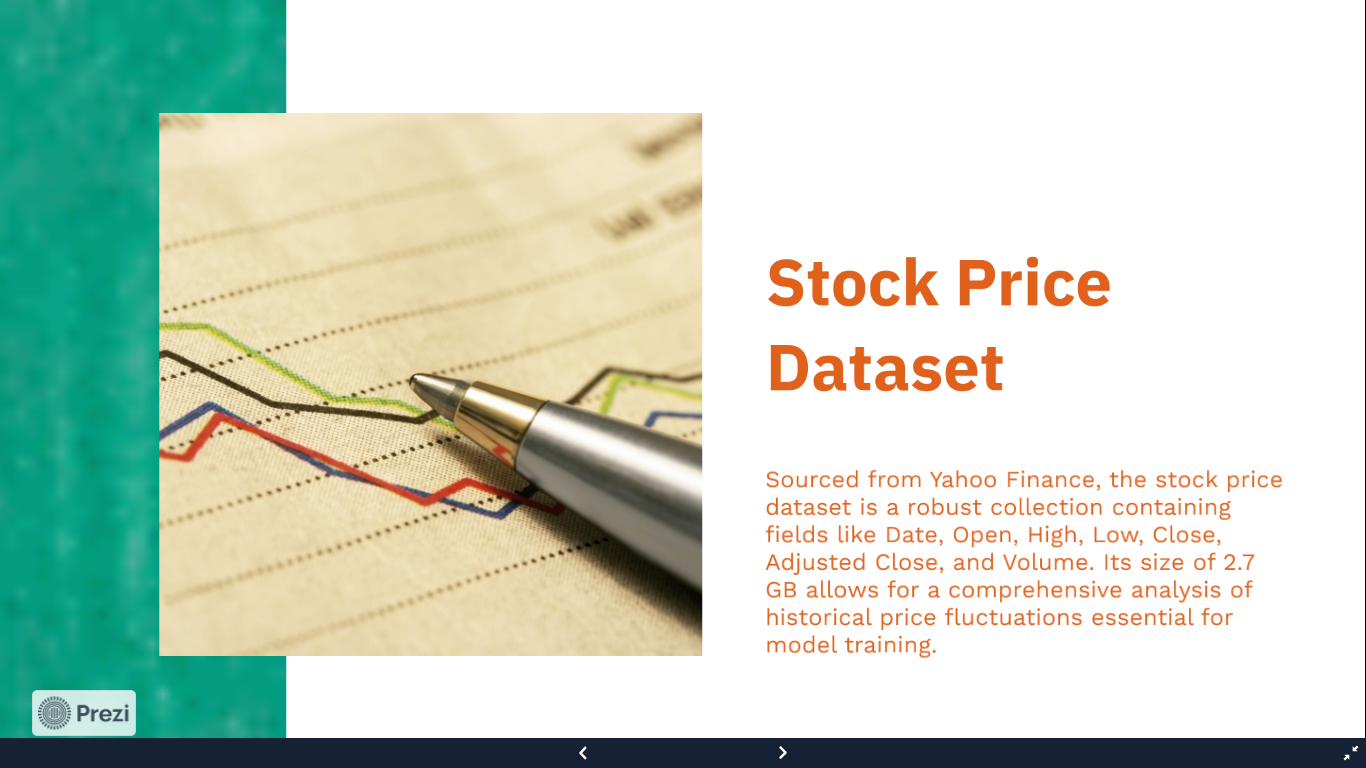 Stock Price
Dataset
Sourced from Yahoo Finance, the stock price
dataset is a robust collection containing
fields like Date, Open, High, Low, Close,
Adjusted Close, and Volume. Its size of 2.7
GB allows for a comprehensive analysis of
historical price fluctuations essential for
model training.
Prezi